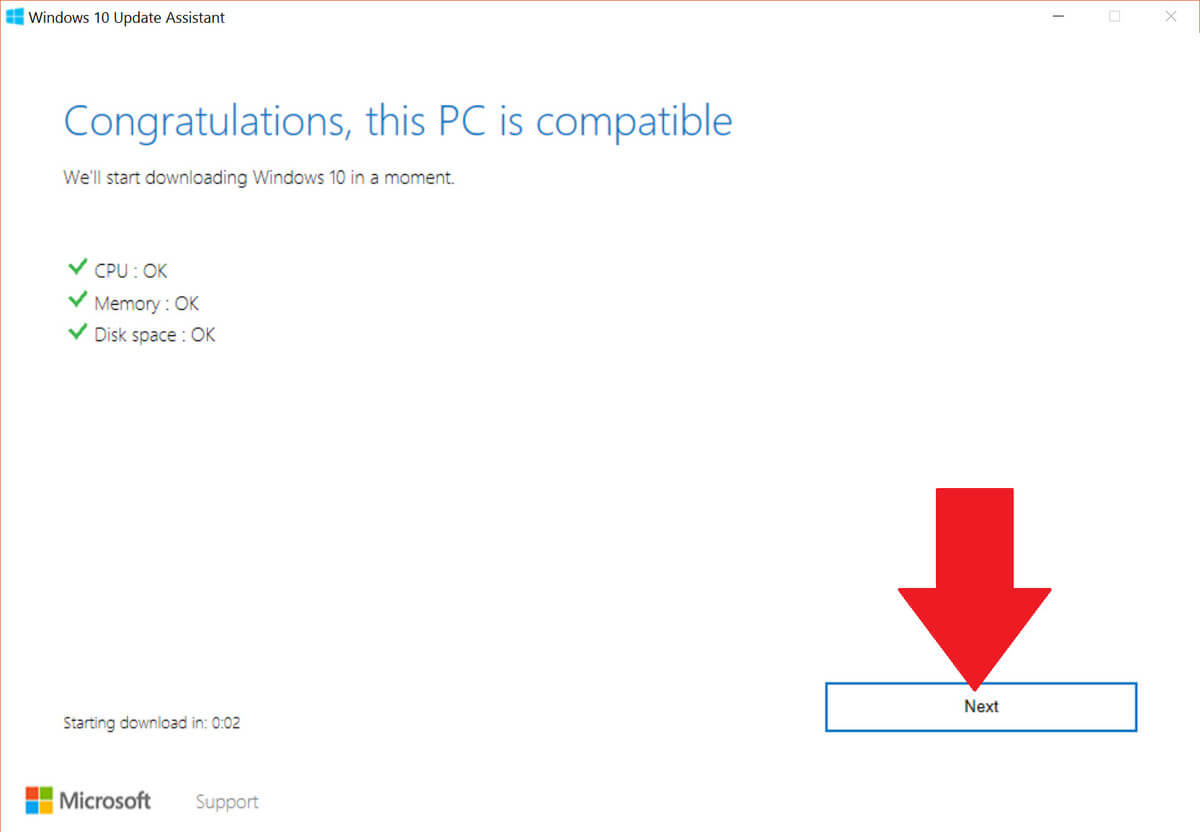 Windows 10 Update Assistant
Congratulations, this PC is compatible
We'll start downloading Windows 10 in a moment.
CPU : OK
Memory : OK
Disk space : OK
Next
Starting download in: 0:02
Microsoft
Support